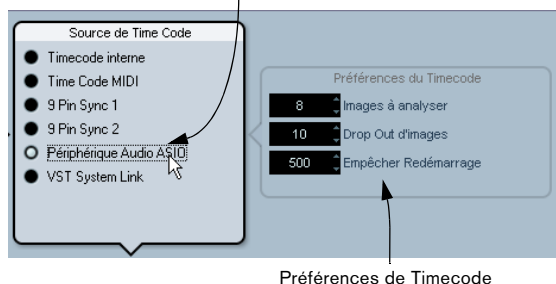 Source de Time Code
Timecode interne
Time Code MIDI
9 Pin Sync 1
9 Pin Sync 2
Périphérique Audio ASIO
VST System Link
Préférences du Timecode
8 Images à analyser
10 Drop Out d'images
500 Empêcher Redémarrage
Préférences de Timecode